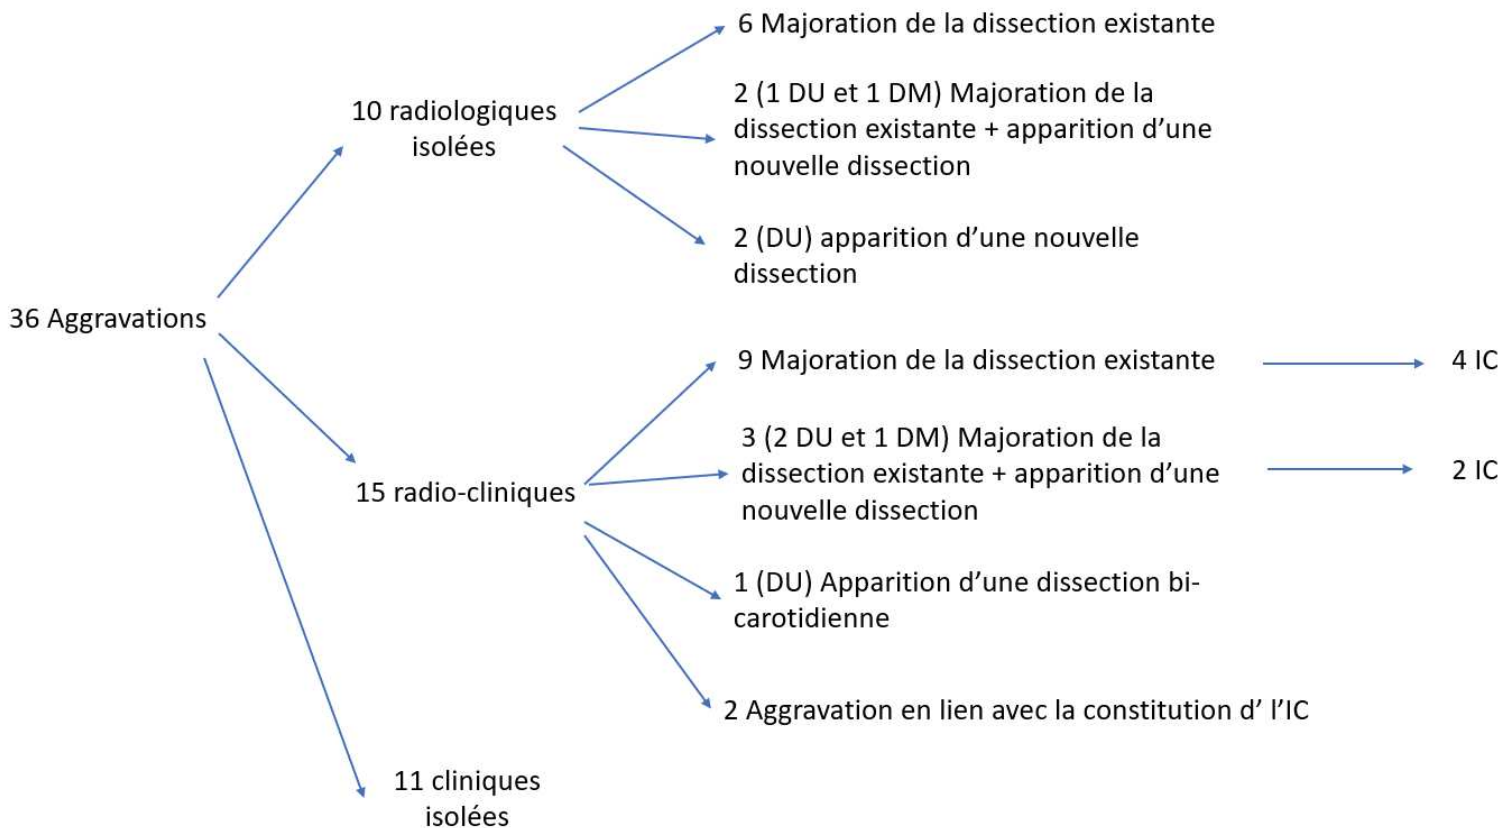 6 Majoration de la dissection existante
10 radiologiques
isolées
2 (1 DU et 1 DM) Majoration de la
dissection existante + apparition d’une
nouvelle dissection
2 (DU) apparition d’une nouvelle
dissection
36 Aggravations
9 Majoration de la dissection existante
4 IC
15 radio-cliniques
3 (2 DU et 1 DM) Majoration de la
dissection existante + apparition d’une
nouvelle dissection
2 IC
1 (DU) Apparition d’une dissection bi-
carotidienne
2 Aggravation en lien avec la constitution d’ l’IC
11 cliniques
isolées